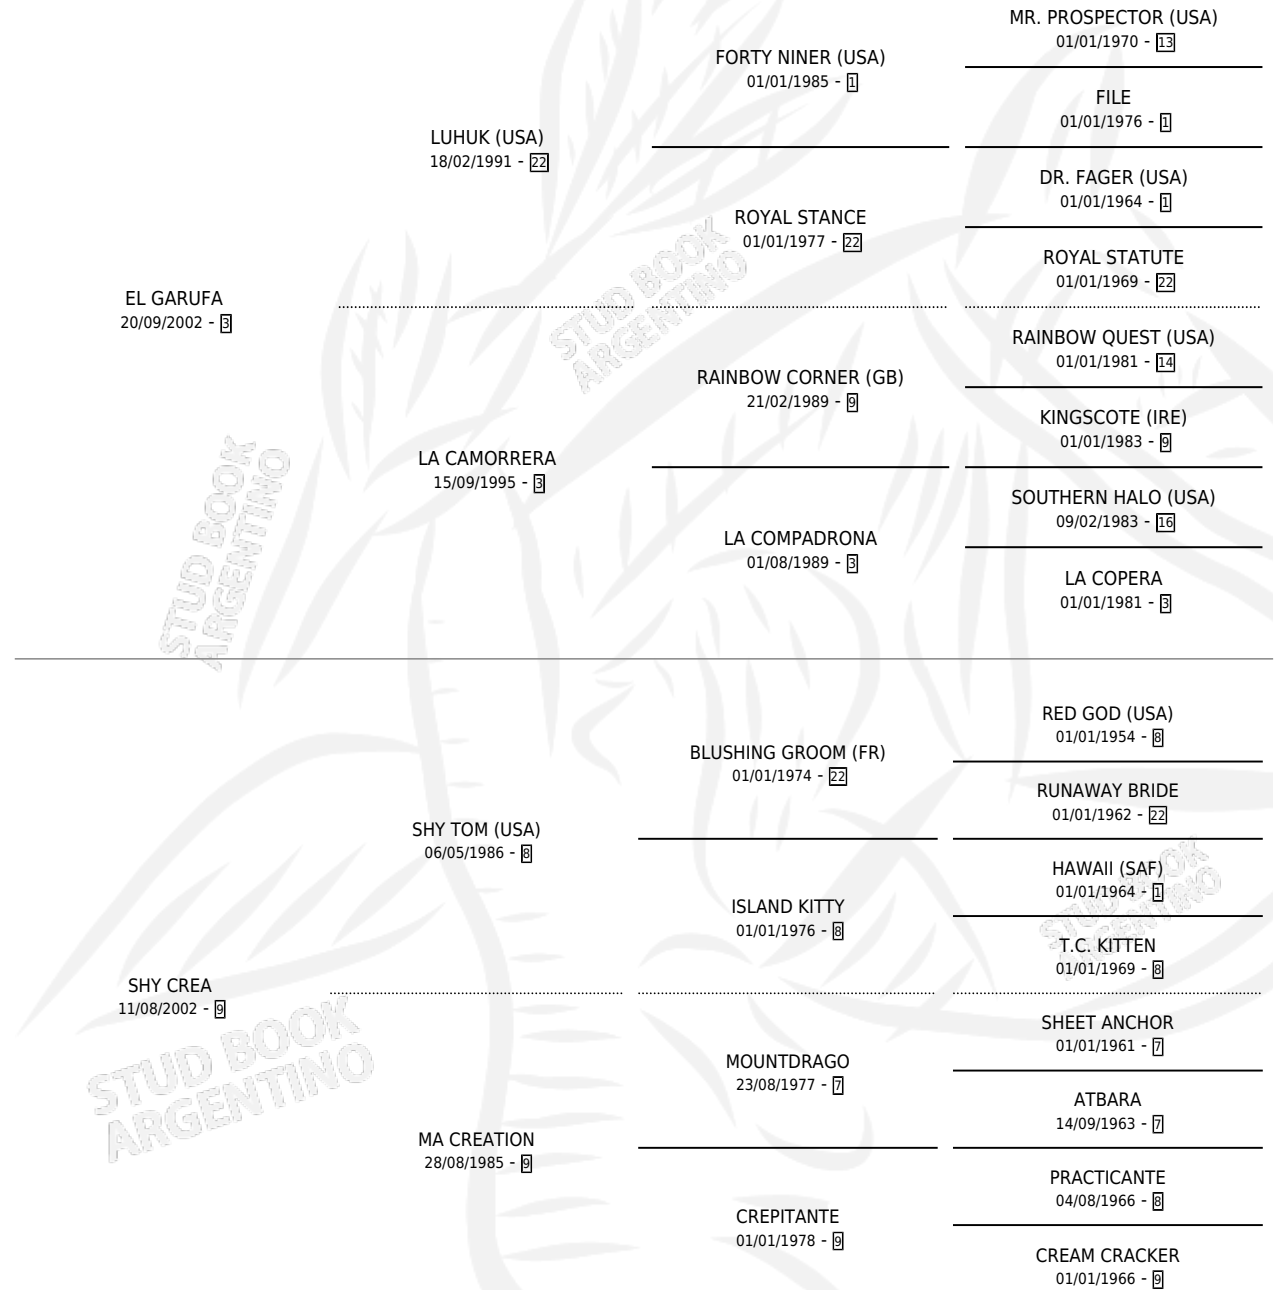 MR. PROSPECTOR (USA)
01/01/1970 - 13
FORTY NINER (USA)
01/01/1985 - 1
FILE
01/01/1976 - 1
LUHUK (USA)
18/02/1991 - 22
DR. FAGER (USA)
01/01/1964 - 1
ROYAL STANCE
01/01/1977 - 22
ROYAL STATUTE
01/01/1969 - 22
EL GARUFA
20/09/2002 - 3
RAINBOW QUEST (USA)
01/01/1981 - 14
RAINBOW CORNER (GB)
21/02/1989 - 9
KINGSCOTE (IRE)
01/01/1983 - 9
LA CAMORRERA
15/09/1995 - 3
SOUTHERN HALO (USA)
09/02/1983 - 16
LA COMPADRONA
01/08/1989 - 3
LA COPERA
01/01/1981 - 3
STUD BOOK
ARGENTINO
STUD BOOK
ARGENTINO
RED GOD (USA)
01/01/1954 - 8
BLUSHING GROOM (FR)
01/01/1974 - 22
RUNAWAY BRIDE
01/01/1962 - 22
SHY TOM (USA)
06/05/1986 - 8
HAWAII (SAF)
01/01/1964 - 1
ISLAND KITTY
01/01/1976 - 8
T.C. KITTEN
01/01/1969 - 8
STUD BOOK
ARGENTINO
SHY CREA
11/08/2002 - 9
SHEET ANCHOR
01/01/1961 - 7
MOUNTDRAGO
23/08/1977 - 7
ATBARA
14/09/1963 - 7
MA CREATION
28/08/1985 - 9
PRACTICANTE
04/08/1966 - 8
CREPITANTE
01/01/1978 - 9
CREAM CRACKER
01/01/1966 - 9
STUD BOOK
ARGENTINO